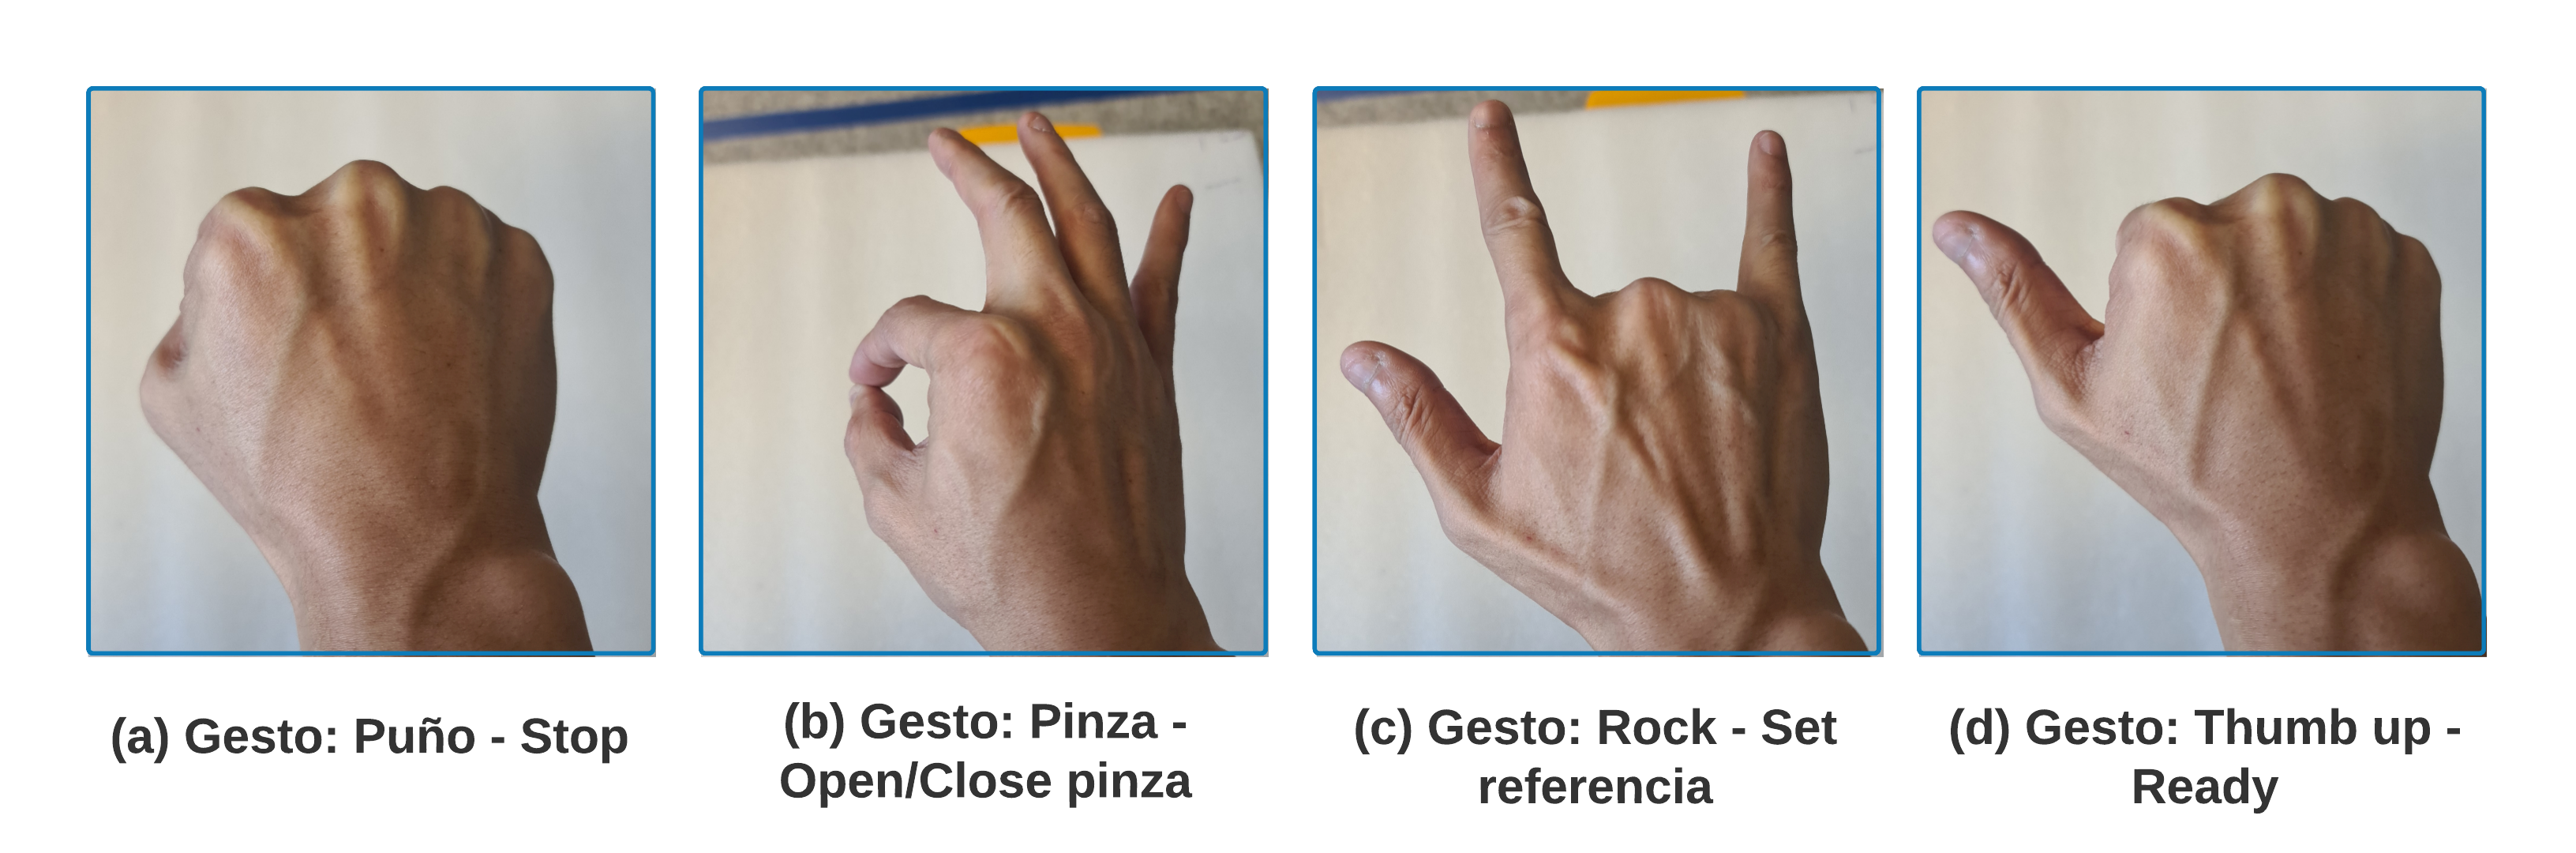 (a) Gesto: Puño - Stop
(b) Gesto: Pinza -
Open/Close pinza
(c) Gesto: Rock - Set
referencia
(d) Gesto: Thumb up -
Ready